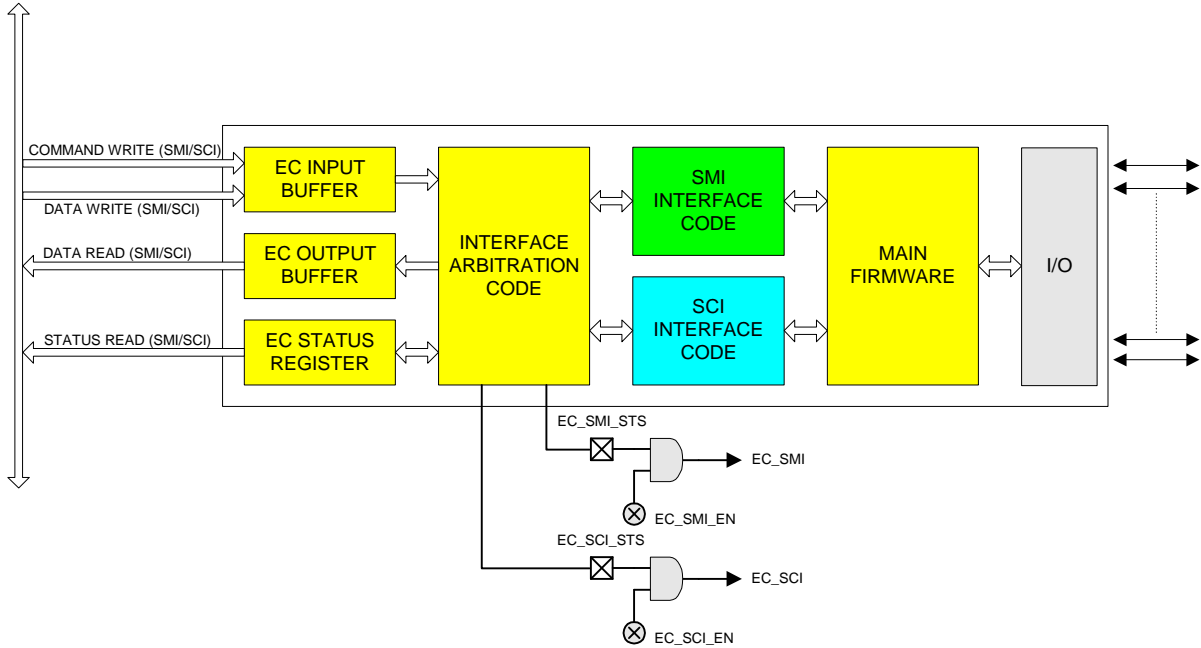 COMMAND WRITE (SMI/SCI)
DATA WRITE (SMI/SCI)
DATA READ (SMI/SCI)
STATUS READ (SMI/SCI)
EC INPUT
BUFFER
EC OUTPUT
BUFFER
EC STATUS
REGISTER
INTERFACE
ARBITRATION
CODE
SMI
INTERFACE
CODE
SCI
INTERFACE
CODE
MAIN
FIRMWARE
I/O
EC_SMI_STS
EC_SMI
EC_SMI_EN
EC_SCI_STS
EC_SCI
EC_SCI_EN